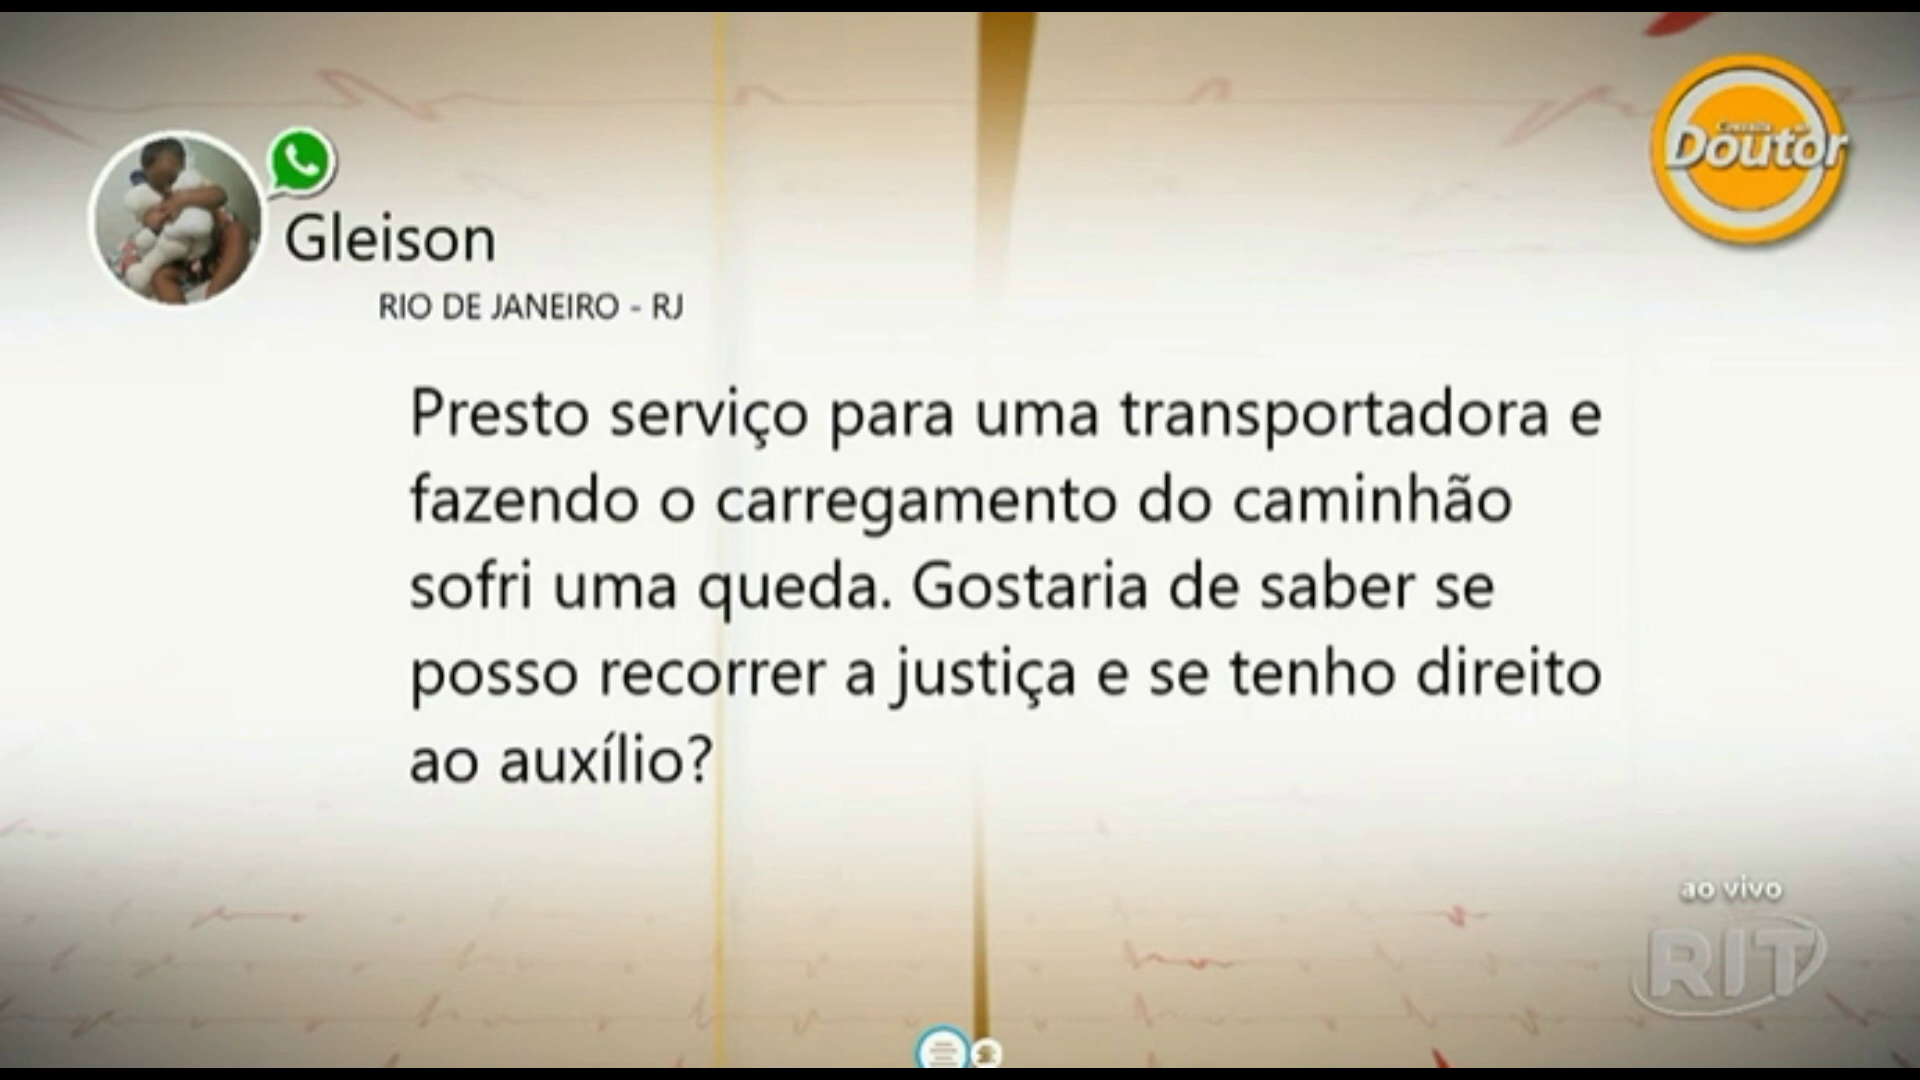 Doutor
Gleison
RIO DE JANEIRO - RJ
Presto serviço para uma transportadora e
fazendo o carregamento do caminhão
sofri uma queda. Gostaria de saber se
posso recorrer a justiça e se tenho direito
ao auxílio?
ao vivo
RIT